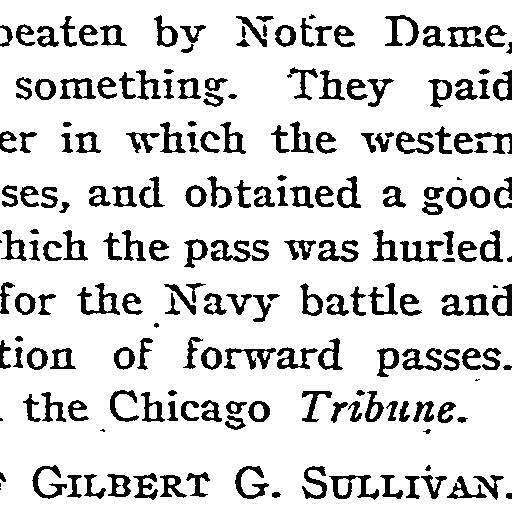 beaten by Notre Dame,
something. They paid
er in which the western
ses, and obtained a good
which the pass was hurled.
for the Navy battle and
tion of forward passes.
the Chicago Tribune.
GILBERT G. SULLIVAN.